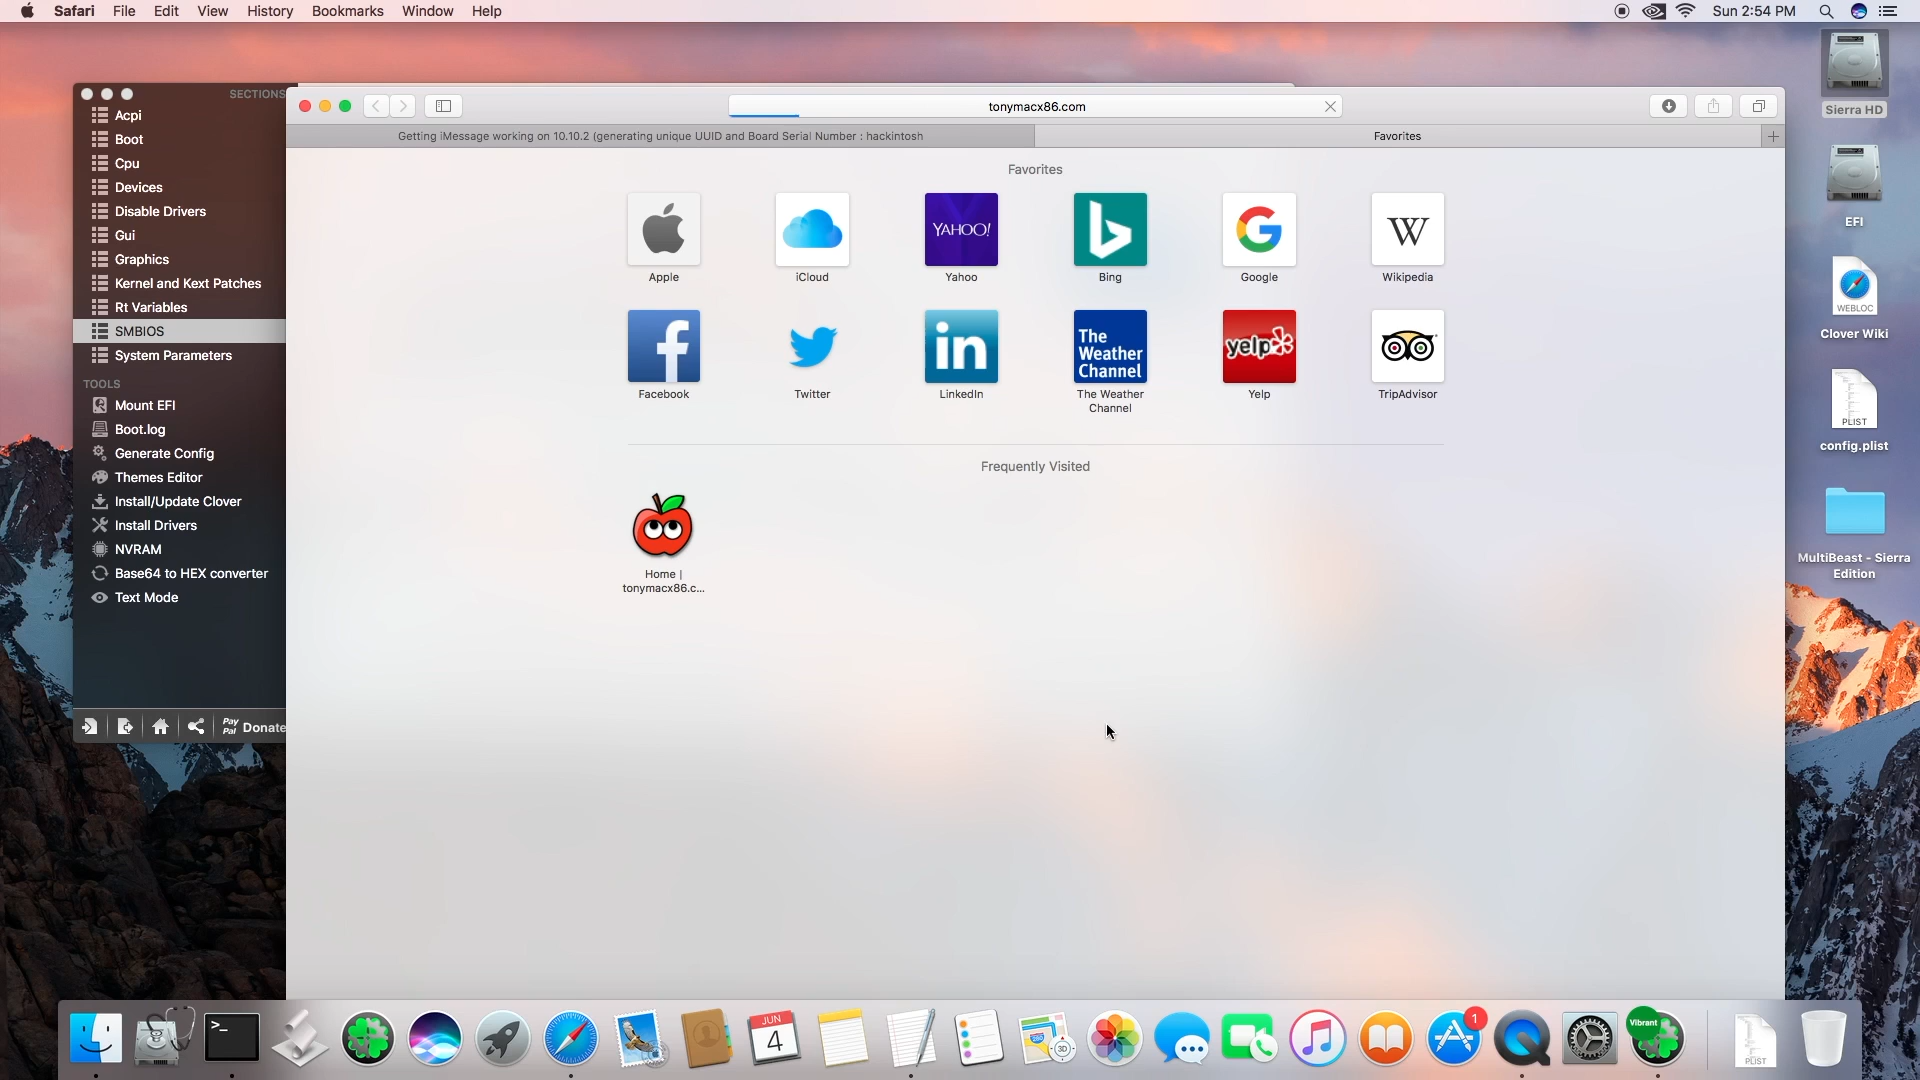 Safari File Edit View History Bookmarks Window Help
Sun 2:54 PM
SECTIONS
Acpi
Boot
Cpu
Devices
Disable Drivers
Gui
Graphics
Kernel and Kext Patches
Rt Variables
SMBIOS
System Parameters
TOOLS
Mount EFI
Boot.log
Generate Config
Themes Editor
Install/Update Clover
Install Drivers
NVRAM
Base64 to HEX converter
Text Mode
Pay
Pal
Donate
tonymacx86.com
Getting iMessage working on 10.10.2 (generating unique UUID and Board Serial Number : hackintosh
Favorites
Favorites
YAHOO!
W
Apple
iCloud
Yahoo
Bing
Google
Wikipedia
in
The
Weather
Channel
yelp
Facebook
Twitter
LinkedIn
The Weather
Channel
Yelp
TripAdvisor
Frequently Visited
Home |
tonymacx86.c...
Sierra HD
EFI
WEBLOC
Clover Wiki
PLIST
config.plist
MultiBeast - Sierra
Edition
>_
JUN
4
3D
1
Vibrant
PLIST